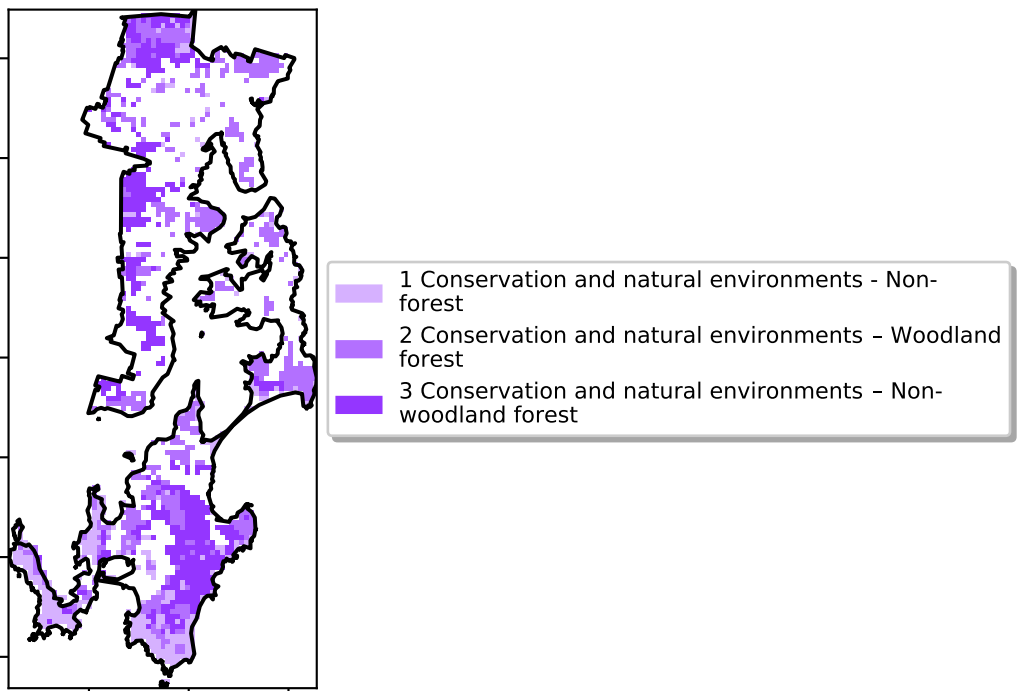 1 Conservation and natural environments - Non-
forest
2 Conservation and natural environments – Woodland
forest
3 Conservation and natural environments – Non-
woodland forest